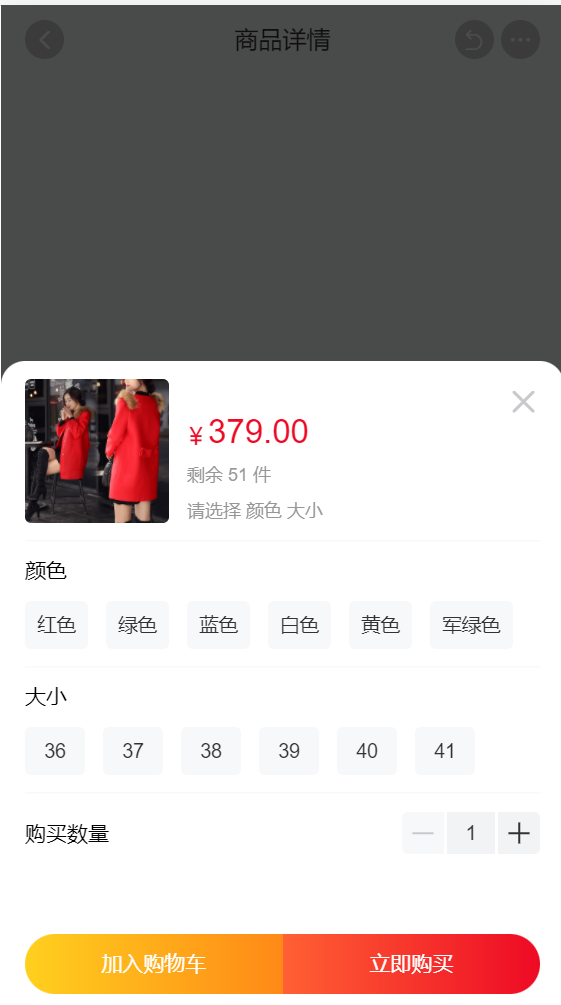 商品详情
¥ 379.00
剩余 51 件
请选择 颜色 大小
颜色
红色 绿色 蓝色 白色 黄色 军绿色
大小
36 37 38 39 40 41
购买数量 1
加入购物车 立即购买